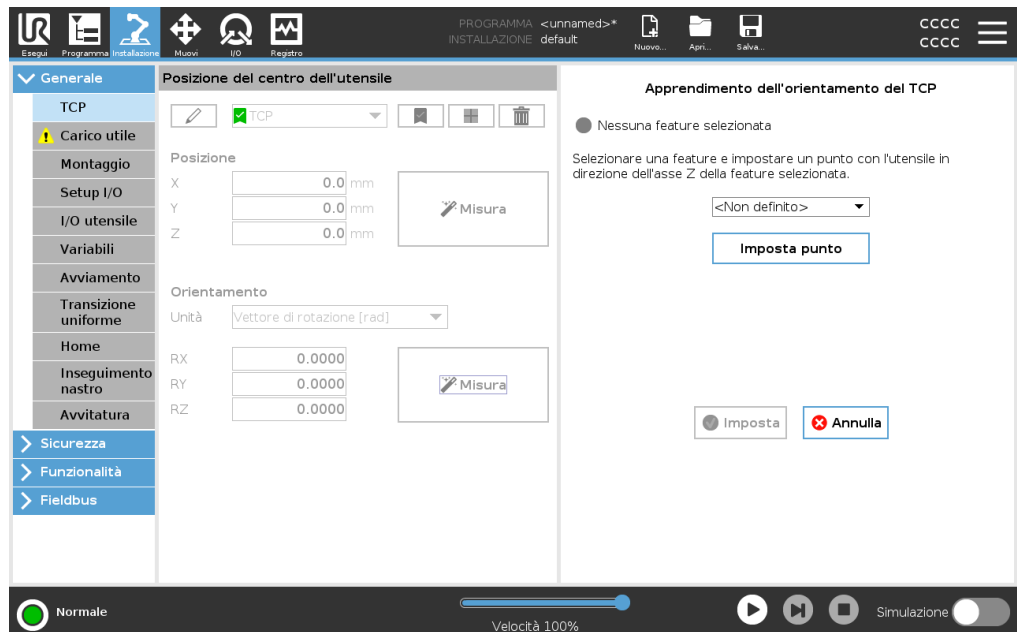 UR
Esegui Programma Installazione Muovi I/O Registro
PROGRAMMA <unnamed>*
INSTALLAZIONE default
Nuovo... Apri... Salva...
CCCC
CCCC
Generale
TCP
Carico utile
Montaggio
Setup I/O
I/O utensile
Variabili
Avviamento
Transizione
uniforme
Home
Inseguimento
nastro
Avvitatura
Sicurezza
Funzionalità
Fieldbus
Posizione del centro dell'utensile
TCP
Posizione
X 0.0 mm
Y 0.0 mm
Z 0.0 mm
Misura
Orientamento
Unità Vettore di rotazione [rad]
RX 0.0000
RY 0.0000
RZ 0.0000
Misura
Apprendimento dell'orientamento del TCP
Nessuna feature selezionata
Selezionare una feature e impostare un punto con l'utensile in
direzione dell'asse Z della feature selezionata.
<Non definito>
Imposta punto
Imposta Annulla
Normale
Velocità 100%
Simulazione